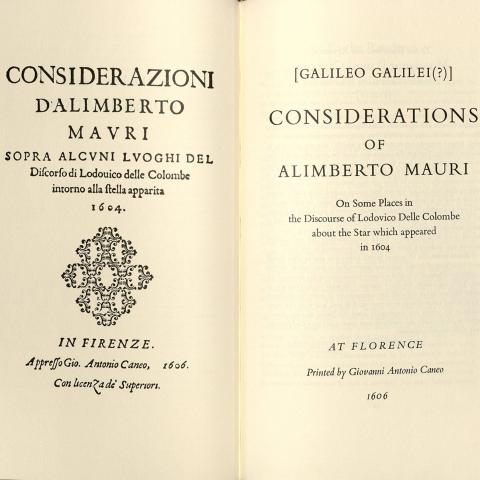 CONSIDERAZIONI
D'ALIMBERTO
MAVRI
SOPRA ALCVNI LVOGHI DEL
Diſcorſo di Lodouico delle Colombe
intorno alla ſtella apparita
1604.
IN FIRENZE.
Appreſſo Gio. Antonio Caneo, 1606.
Con licenza de' Superiori.
[GALILEO GALILEI(?)]
CONSIDERATIONS
OF
ALIMBERTO MAURI
On Some Places in
the Discourse of Lodovico Delle Colombe
about the Star which appeared
in 1604
AT FLORENCE
Printed by Giovanni Antonio Caneo
1606